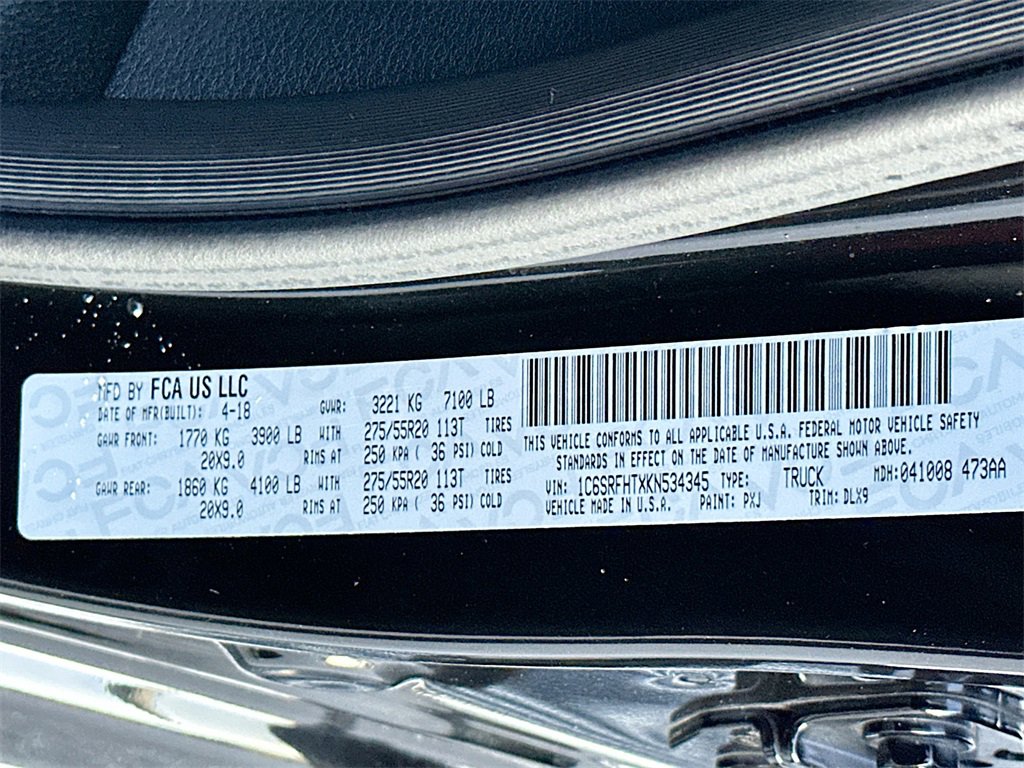 MFD BY FCA US LLC
DATE OF MFR(BUILT): 4-18 GVWR: 3221 KG 7100 LB
GAWR FRONT: 1770 KG 3900 LB WITH 275/55R20 113T TIRES
20X9.0 RIMS AT 250 KPA ( 36 PSI) COLD
GAWR REAR: 1860 KG 4100 LB WITH 275/55R20 113T TIRES
20X9.0 RIMS AT 250 KPA ( 36 PSI) COLD
THIS VEHICLE CONFORMS TO ALL APPLICABLE U.S.A. FEDERAL MOTOR VEHICLE SAFETY
STANDARDS IN EFFECT ON THE DATE OF MANUFACTURE SHOWN ABOVE.
VIN: 1C6SRFHTXKN534345 TYPE: TRUCK MDH: 041008 473AA
VEHICLE MADE IN U.S.A. PAINT: PXJ TRIM: DLX9